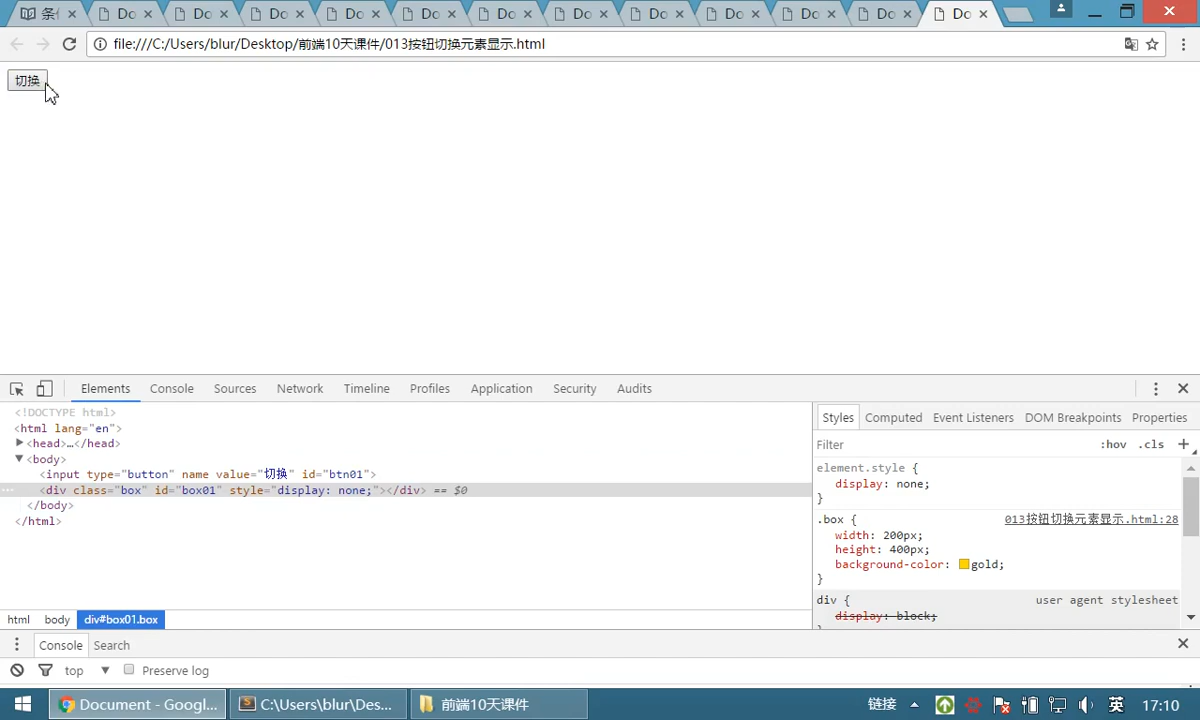 条
Do
Do
Do
Do
Do
Do
Do
Do
Do
Do
Do
Do
file:///C:/Users/blur/Desktop/前端10天课件/013按钮切换元素显示.html
切换
Elements Console Sources Network Timeline Profiles Application Security Audits
<!DOCTYPE html>
<html lang="en">
<head>…</head>
<body>
<input type="button" name value="切换" id="btn01">
<div class="box" id="box01" style="display: none;"></div> == $0
</body>
</html>
html body div#box01.box
Styles Computed Event Listeners DOM Breakpoints Properties
Filter :hov .cls +
element.style {
display: none;
}
.box { 013按钮切换元素显示.html:28
width: 200px;
height: 400px;
background-color: gold;
}
div { user agent stylesheet
display: block;
Console Search
top Preserve log
Document - Googl... C:\Users\blur\Des... 前端10天课件 链接 英 17:10